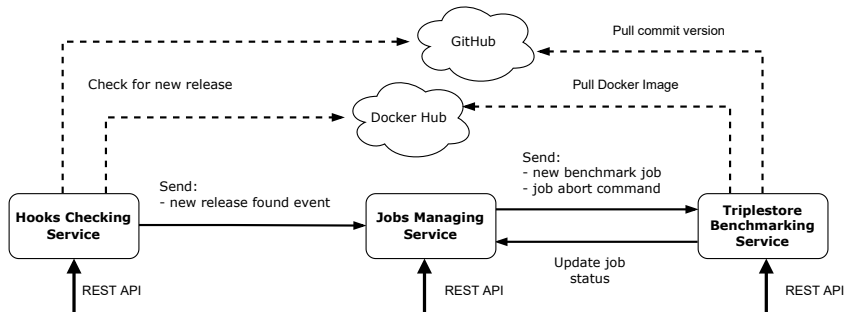 GitHub
Pull commit version
Check for new release
Pull Docker Image
Docker Hub
Send:
- new release found event
Send:
- new benchmark job
- job abort command
Hooks Checking
Service
Jobs Managing
Service
Triplestore
Benchmarking
Service
Update job
status
REST API
REST API
REST API